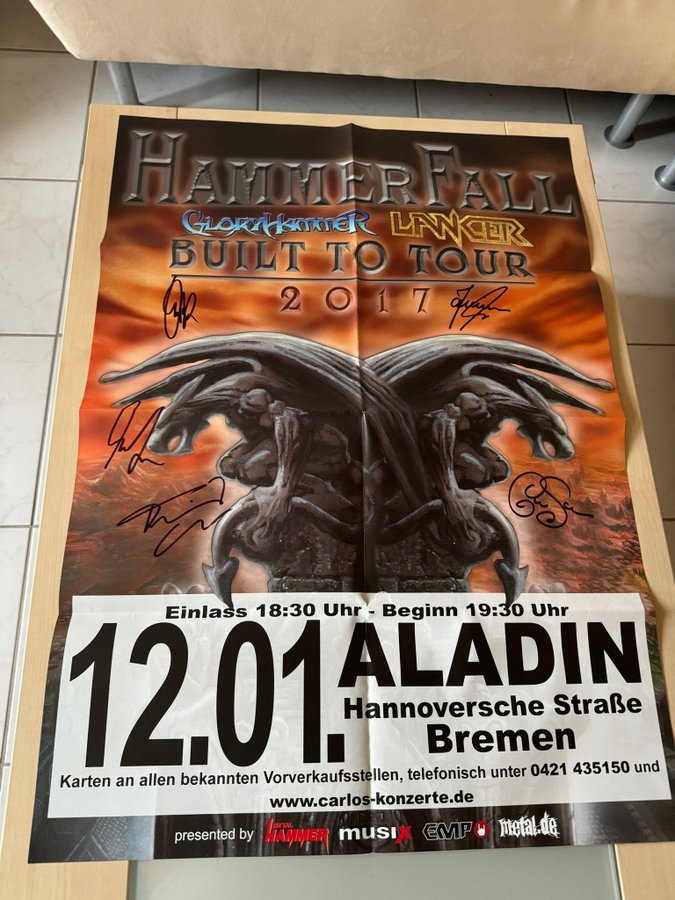 HAMMERFALL
GLORYHAMMER LANCER
BUILT TO TOUR
2017
Einlass 18:30 Uhr - Beginn 19:30 Uhr
12.01. ALADIN
Hannoversche Straße
Bremen
Karten an allen bekannten Vorverkaufsstellen, telefonisch unter 0421 435150 und
www.carlos-konzerte.de
presented by METAL HAMMER musix EMP metal.de